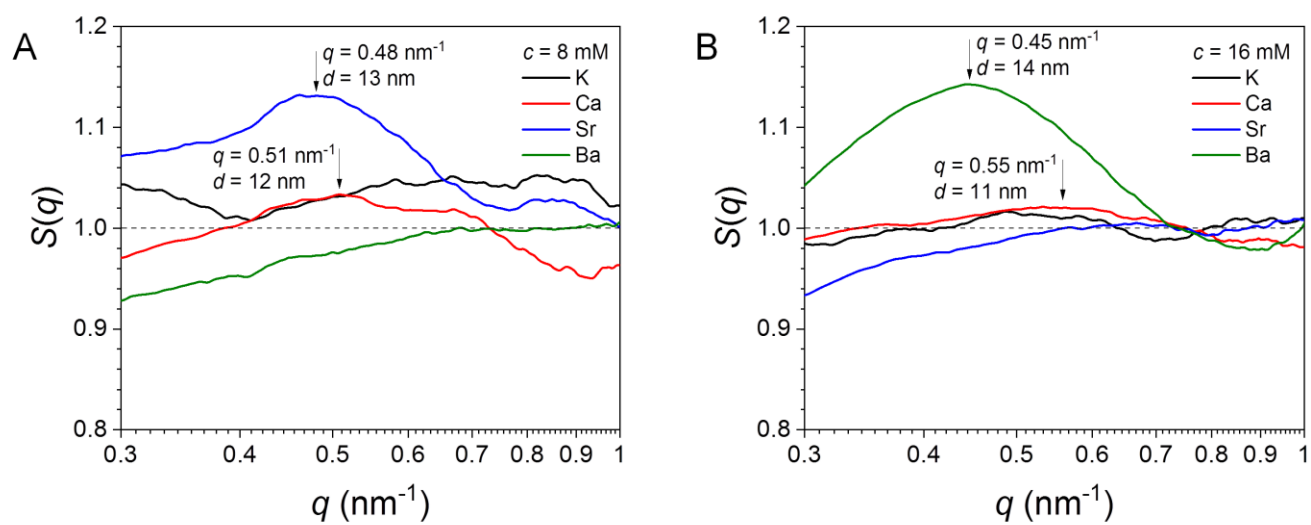 A
q = 0.48 nm⁻¹
d = 13 nm
c = 8 mM
K
Ca
Sr
Ba
q = 0.51 nm⁻¹
d = 12 nm
S(q)
1.2
1.1
1.0
0.9
0.8
0.3
0.4
0.5
0.6
0.7
0.8
0.9
1
q (nm⁻¹)
B
q = 0.45 nm⁻¹
d = 14 nm
c = 16 mM
K
Ca
Sr
Ba
q = 0.55 nm⁻¹
d = 11 nm
S(q)
1.2
1.1
1.0
0.9
0.8
0.3
0.4
0.5
0.6
0.7
0.8
0.9
1
q (nm⁻¹)